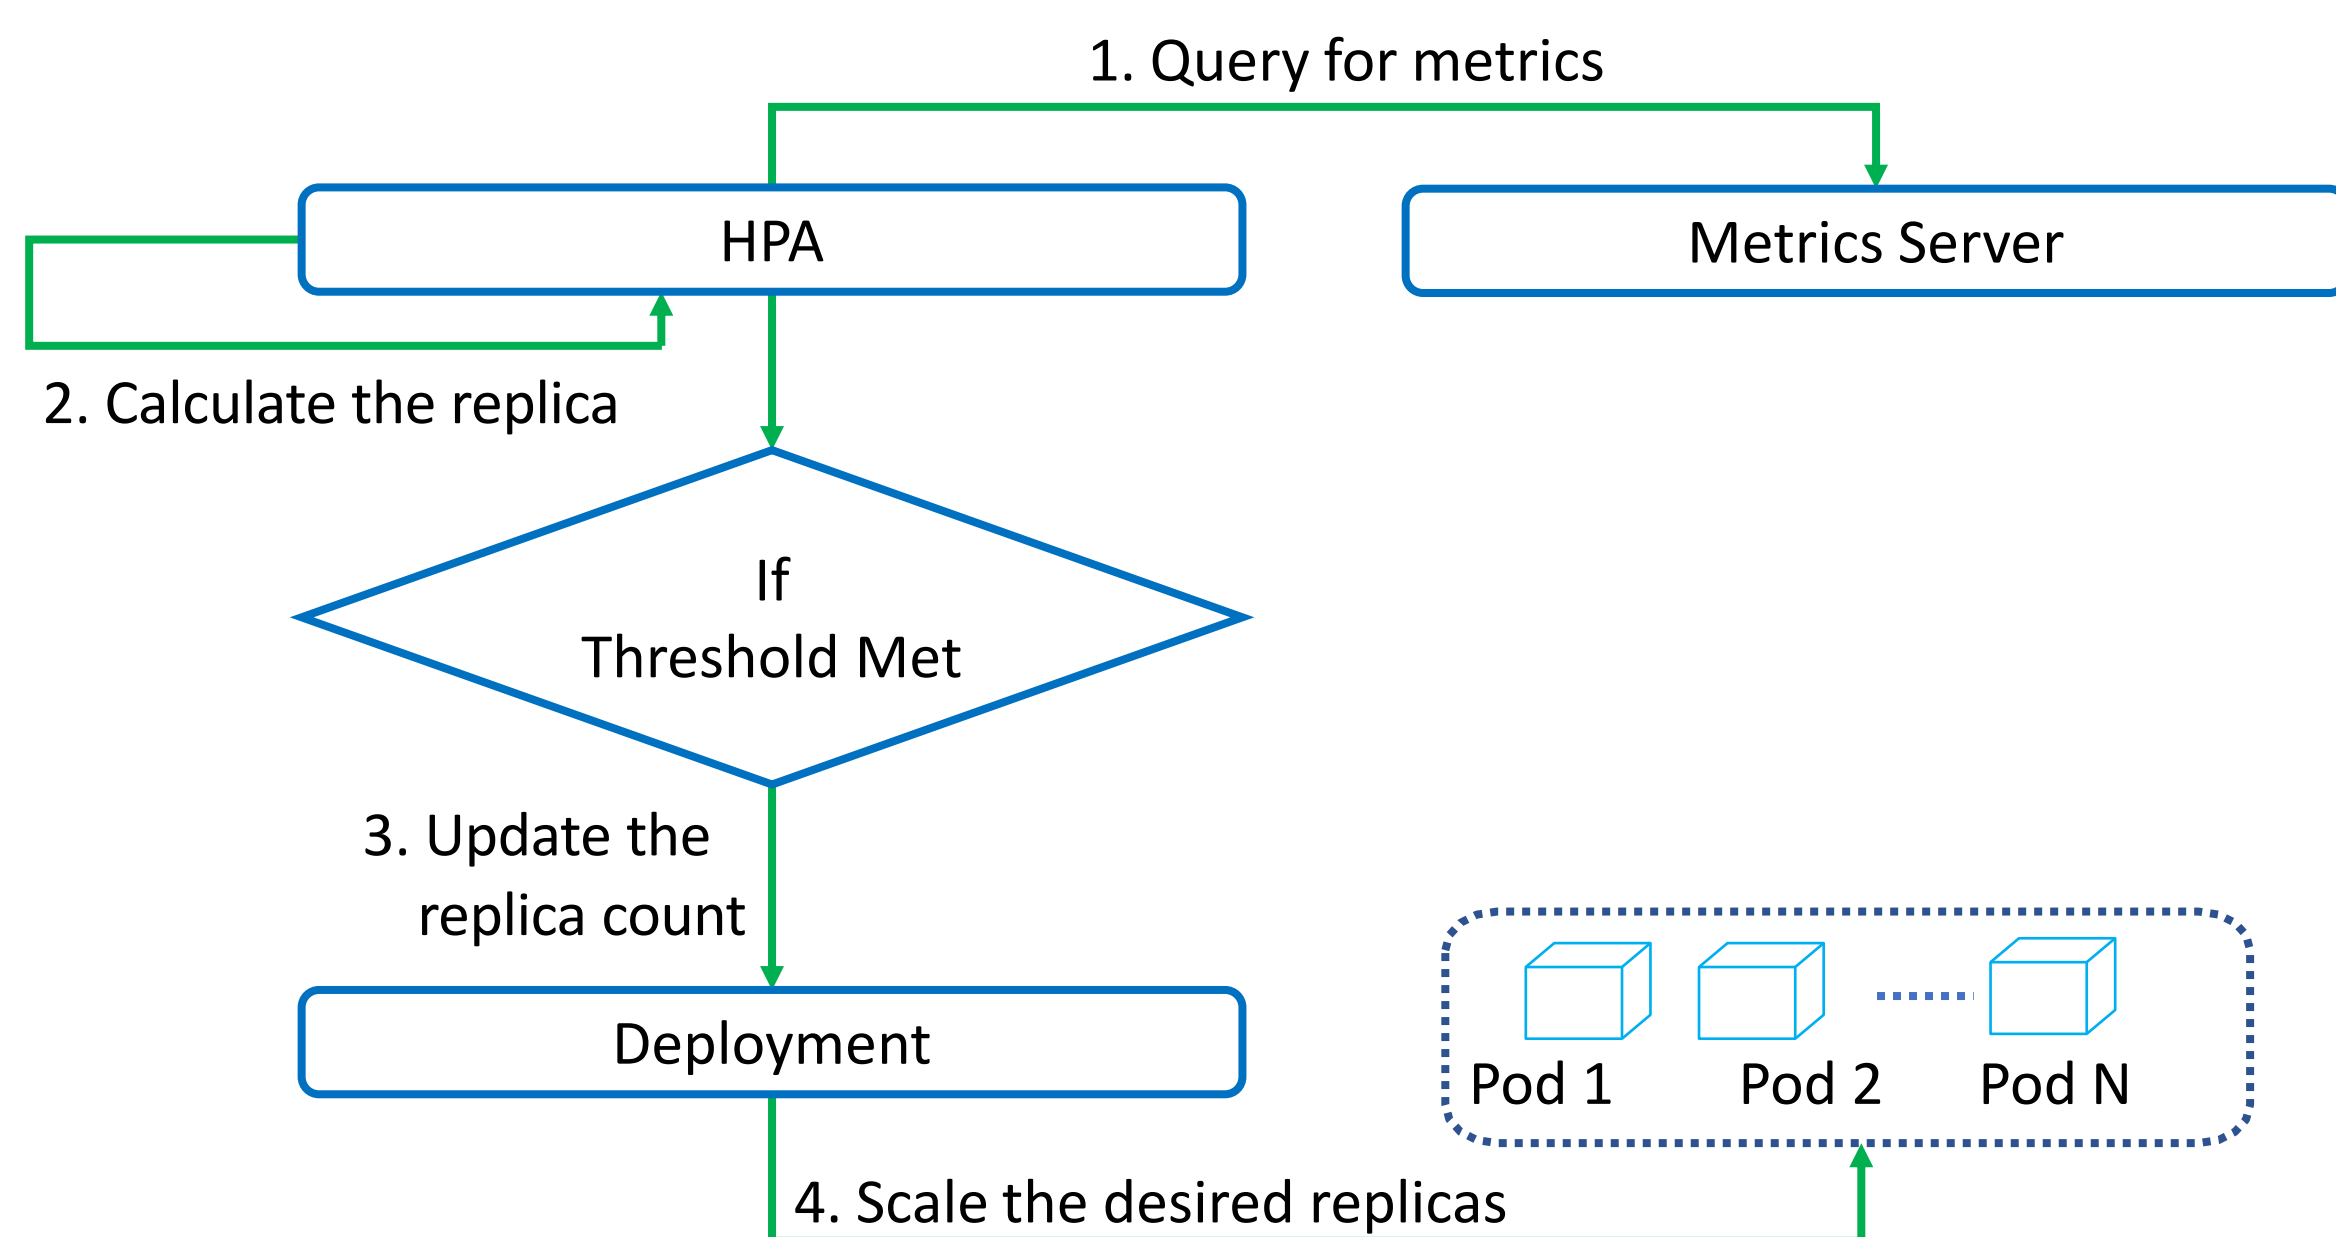 1. Query for metrics
HPA
Metrics Server
2. Calculate the replica
If
Threshold Met
3. Update the
replica count
Deployment
Pod 1
Pod 2
Pod N
4. Scale the desired replicas